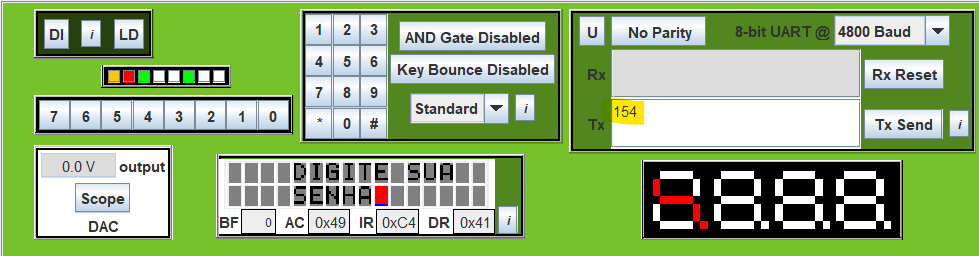 DI i LD
7 6 5 4 3 2 1 0
0.0 V output
Scope
DAC
1 2 3
4 5 6
7 8 9
* 0 #
AND Gate Disabled
Key Bounce Disabled
Standard i
DIGITE SUA
SENHA
BF 0 AC 0x49 IR 0xC4 DR 0x41 i
U No Parity 8-bit UART @ 4800 Baud
Rx Rx Reset
154
Tx Tx Send i